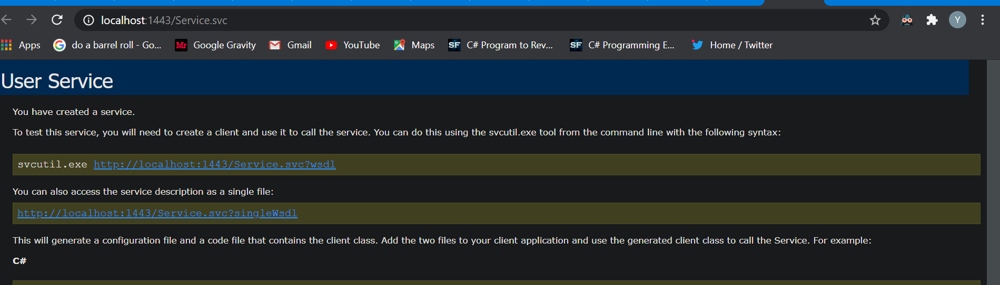 localhost:1443/Service.svc
Y
Apps do a barrel roll - Go... Mr Google Gravity Gmail YouTube Maps SF C# Program to Rev... SF C# Programming E... Home / Twitter
User Service
You have created a service.
To test this service, you will need to create a client and use it to call the service. You can do this using the svcutil.exe tool from the command line with the following syntax:
svcutil.exe http://localhost:1443/Service.svc?wsdl
You can also access the service description as a single file:
http://localhost:1443/Service.svc?singleWsdl
This will generate a configuration file and a code file that contains the client class. Add the two files to your client application and use the generated client class to call the Service. For example:
C#